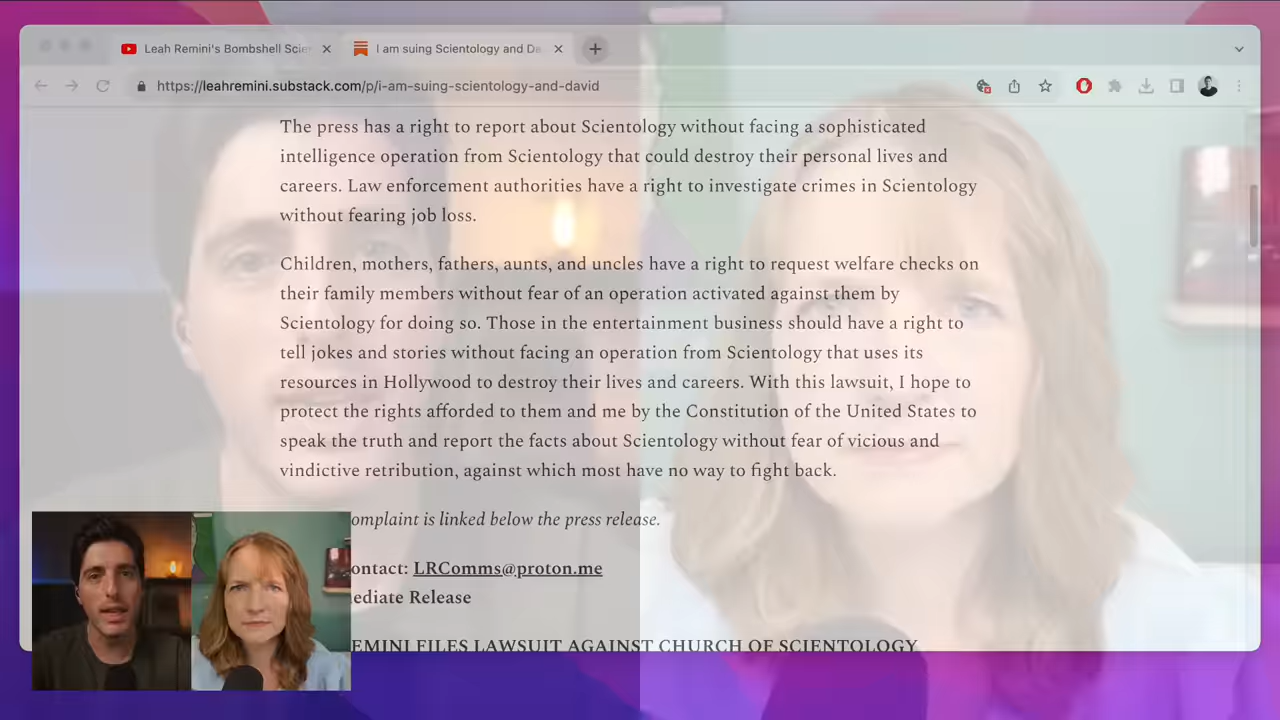 Leah Remini's Bombshell Scie
I am suing Scientology and De
https://leahremini.substack.com/p/i-am-suing-scientology-and-david
The press has a right to report about Scientology without facing a sophisticated
intelligence operation from Scientology that could destroy their personal lives and
careers. Law enforcement authorities have a right to investigate crimes in Scientology
without fearing job loss.
Children, mothers, fathers, aunts, and uncles have a right to request welfare checks on
their family members without fear of an operation activated against them by
Scientology for doing so. Those in the entertainment business should have a right to
tell jokes and stories without facing an operation from Scientology that uses its
resources in Hollywood to destroy their lives and careers. With this lawsuit, I hope to
protect the rights afforded to them and me by the Constitution of the United States to
speak the truth and report the facts about Scientology without fear of vicious and
vindictive retribution, against which most have no way to fight back.
omplaint is linked below the press release.
ontact: LRComms@proton.me
ediate Release
EMINI FILES LAWSUIT AGAINST CHURCH OF SCIENTOLOGY